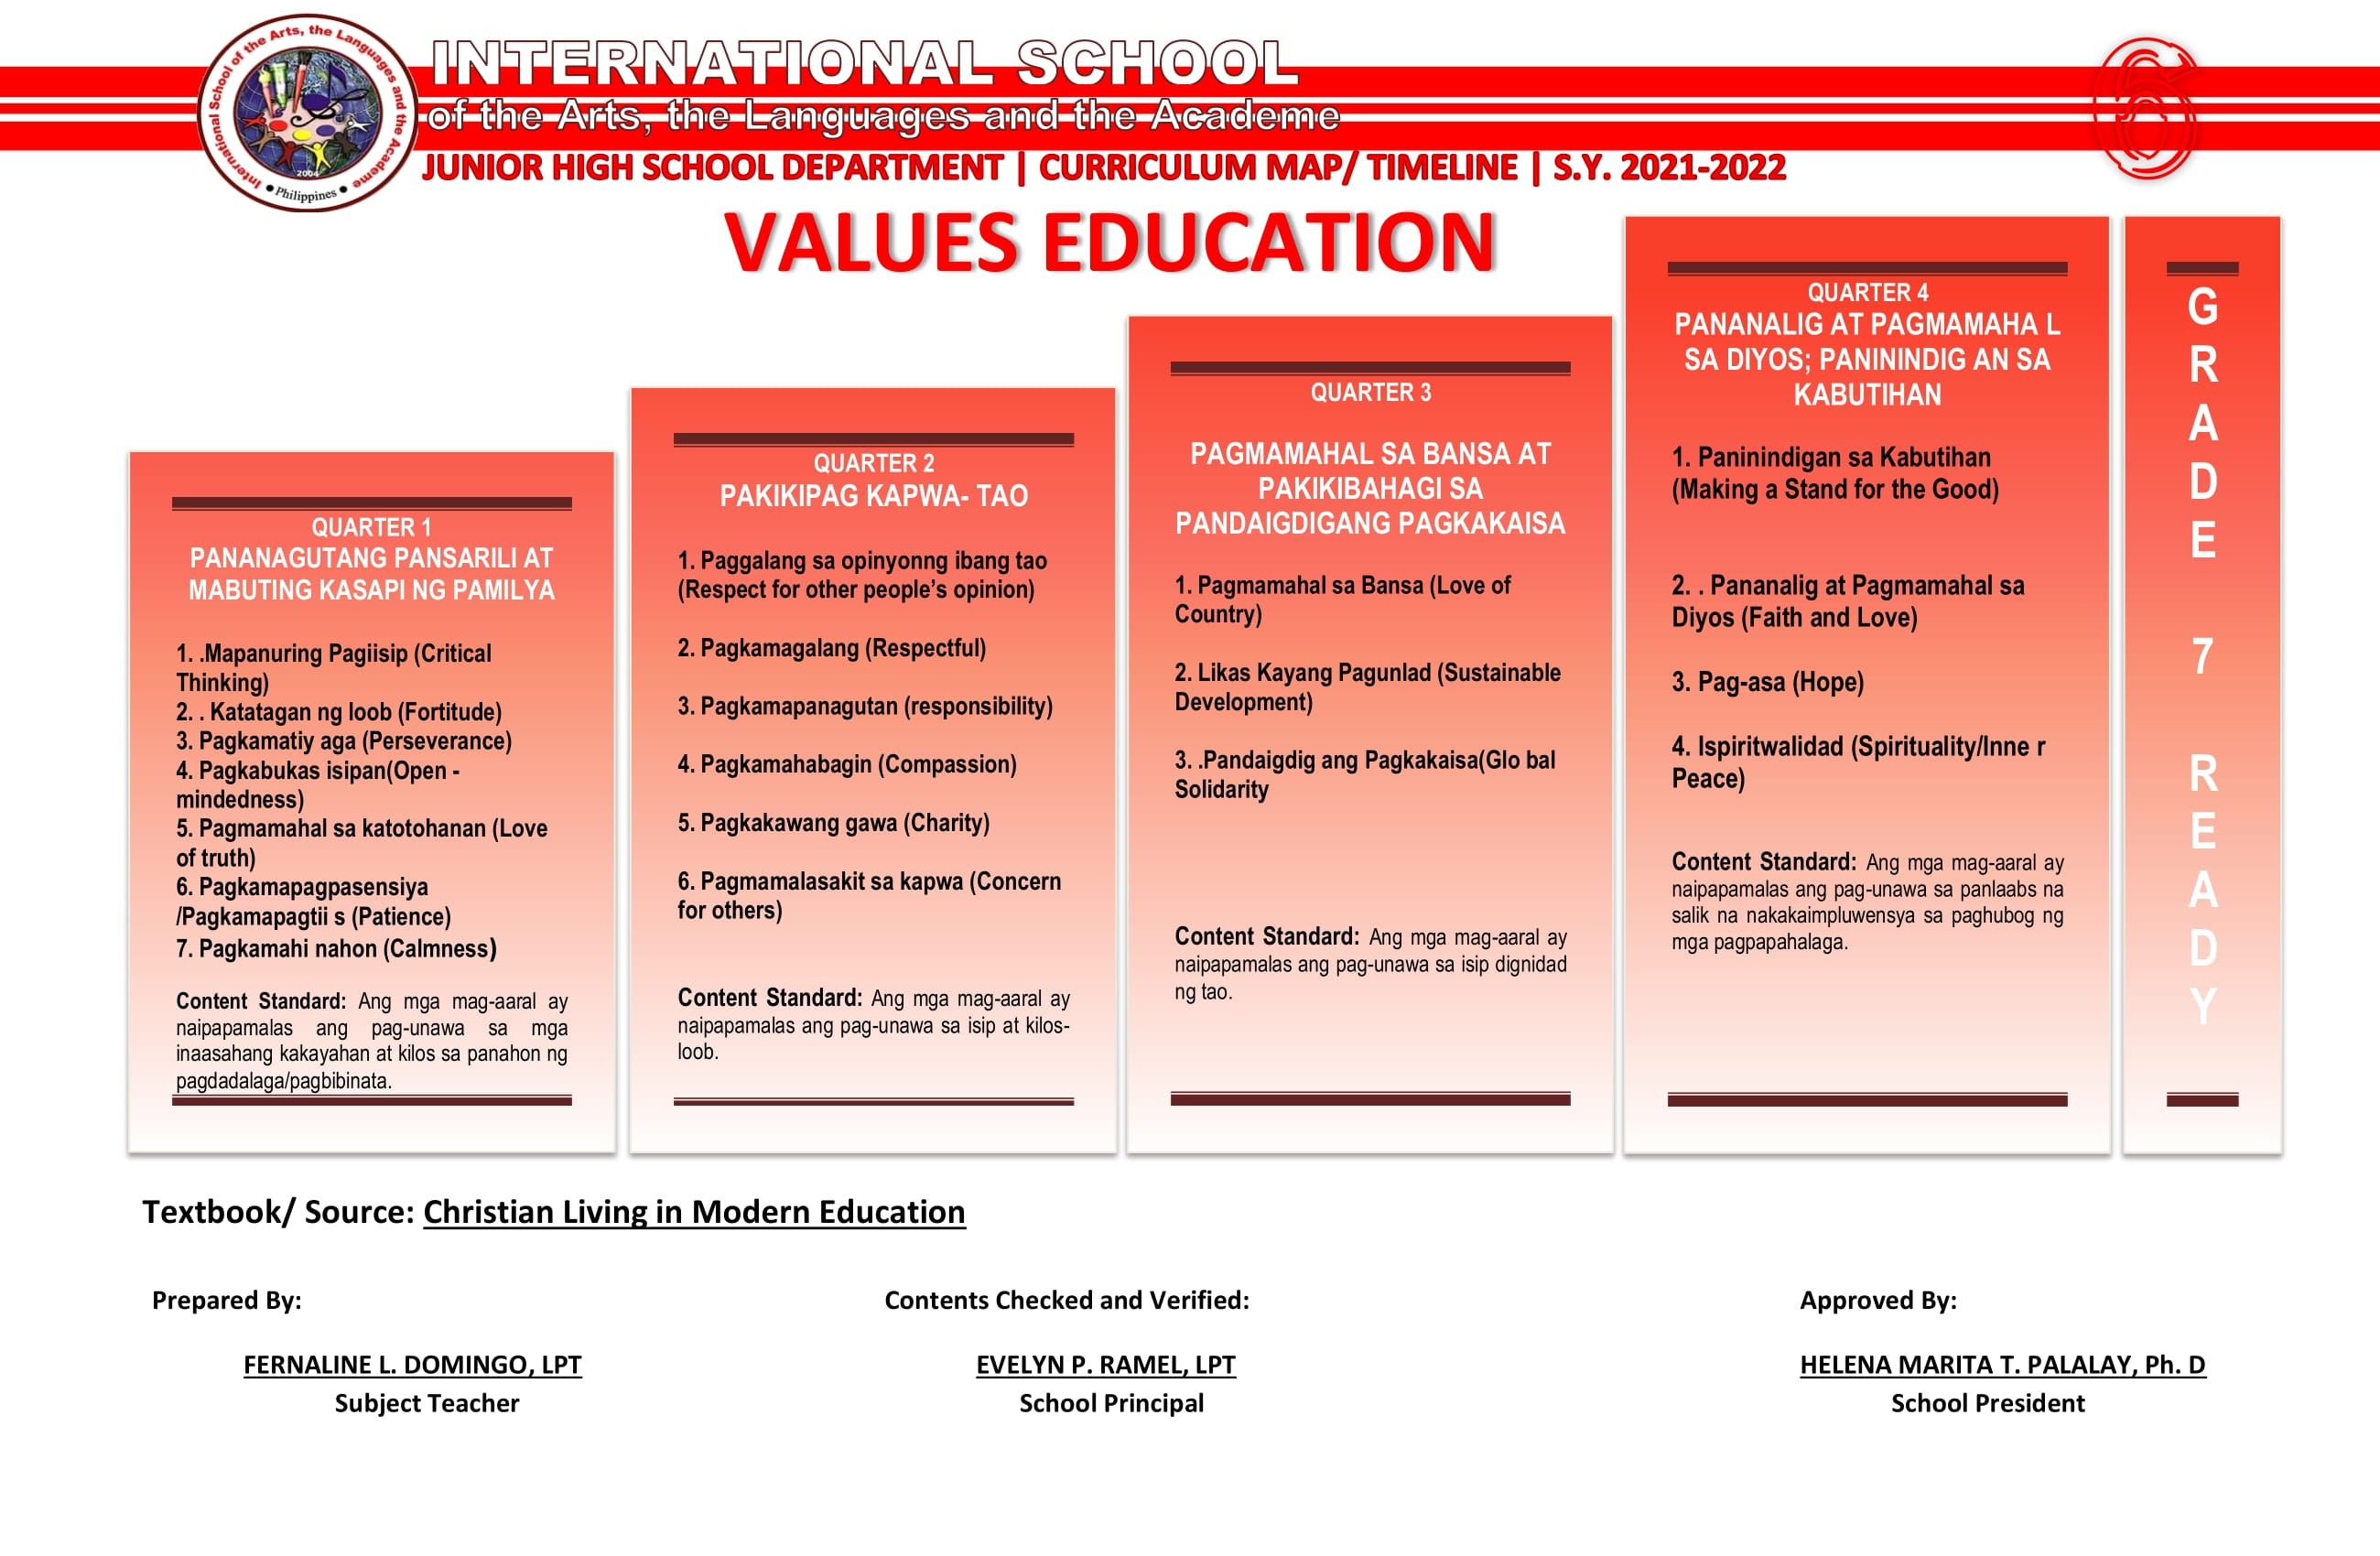 International School of the Arts, the Languages and the Academe
2004
Philippines
INTERNATIONAL SCHOOL
of the Arts, the Languages and the Academe
JUNIOR HIGH SCHOOL DEPARTMENT | CURRICULUM MAP/ TIMELINE | S.Y. 2021-2022
6
VALUES EDUCATION
QUARTER 1
PANANAGUTANG PANSARILI AT
MABUTING KASAPI NG PAMILYA
1. .Mapanuring Pagiisip (Critical
Thinking)
2. . Katatagan ng loob (Fortitude)
3. Pagkamatiy aga (Perseverance)
4. Pagkabukas isipan(Open -
mindedness)
5. Pagmamahal sa katotohanan (Love
of truth)
6. Pagkamapagpasensiya
/Pagkamapagtii s (Patience)
7. Pagkamahi nahon (Calmness)
Content Standard: Ang mga mag-aaral ay
naipapamalas ang pag-unawa sa mga
inaasahang kakayahan at kilos sa panahon ng
pagdadalaga/pagbibinata.
QUARTER 2
PAKIKIPAG KAPWA- TAO
1. Paggalang sa opinyonng ibang tao
(Respect for other people’s opinion)
2. Pagkamagalang (Respectful)
3. Pagkamapanagutan (responsibility)
4. Pagkamahabagin (Compassion)
5. Pagkakawang gawa (Charity)
6. Pagmamalasakit sa kapwa (Concern
for others)
Content Standard: Ang mga mag-aaral ay
naipapamalas ang pag-unawa sa isip at kilos-
loob.
QUARTER 3
PAGMAMAHAL SA BANSA AT
PAKIKIBAHAGI SA
PANDAIGDIGANG PAGKAKAISA
1. Pagmamahal sa Bansa (Love of
Country)
2. Likas Kayang Pagunlad (Sustainable
Development)
3. .Pandaigdig ang Pagkakaisa(Glo bal
Solidarity
Content Standard: Ang mga mag-aaral ay
naipapamalas ang pag-unawa sa isip dignidad
ng tao.
QUARTER 4
PANANALIG AT PAGMAMAHA L
SA DIYOS; PANININDIG AN SA
KABUTIHAN
1. Paninindigan sa Kabutihan
(Making a Stand for the Good)
2. . Pananalig at Pagmamahal sa
Diyos (Faith and Love)
3. Pag-asa (Hope)
4. Ispiritwalidad (Spirituality/Inne r
Peace)
Content Standard: Ang mga mag-aaral ay
naipapamalas ang pag-unawa sa panlaabs na
salik na nakakaimpluwensya sa paghubog ng
mga pagpapahalaga.
GRADE 7 READY
Textbook/ Source: Christian Living in Modern Education
Prepared By:
Contents Checked and Verified:
Approved By:
FERNALINE L. DOMINGO, LPT
EVELYN P. RAMEL, LPT
HELENA MARITA T. PALALAY, Ph. D
Subject Teacher
School Principal
School President